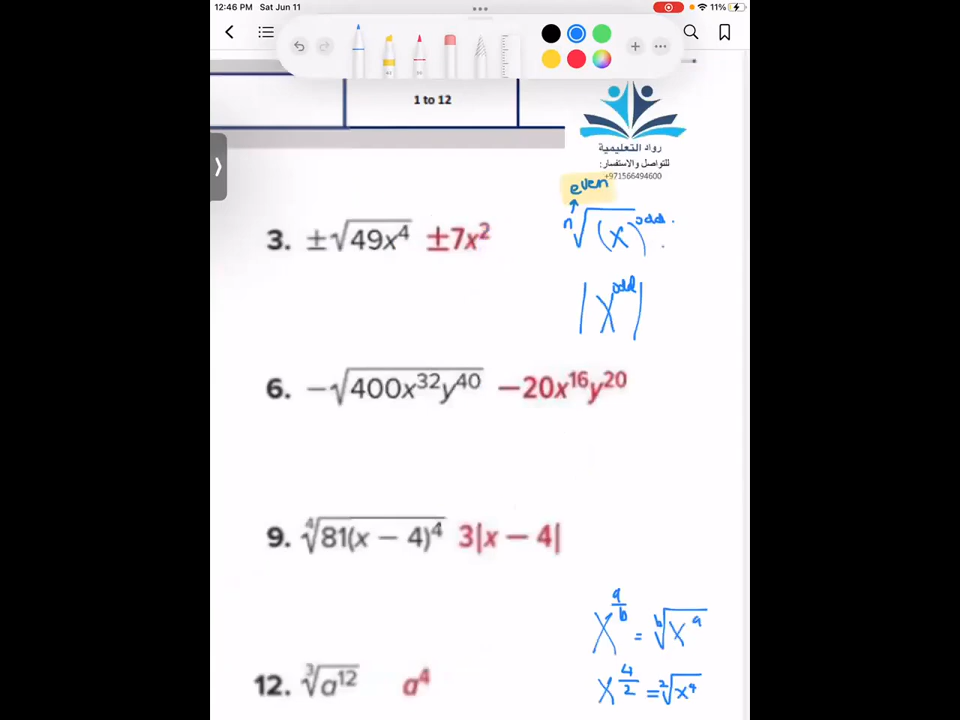 12:46 PM Sat Jun 11
11%
1 to 12
رواد التعليمية
للتواصل والاستفسار:
+971566494600
even
n√(x)^odd
3. ±√49x⁴ ±7x²
|x^odd|
6. −√400x³²y⁴⁰ −20x¹⁶y²⁰
9. ⁴√81(x − 4)⁴ 3|x − 4|
x^(a/b) = ᵇ√xᵃ
12. ³√a¹² a⁴
x^(4/2) = ²√x⁴